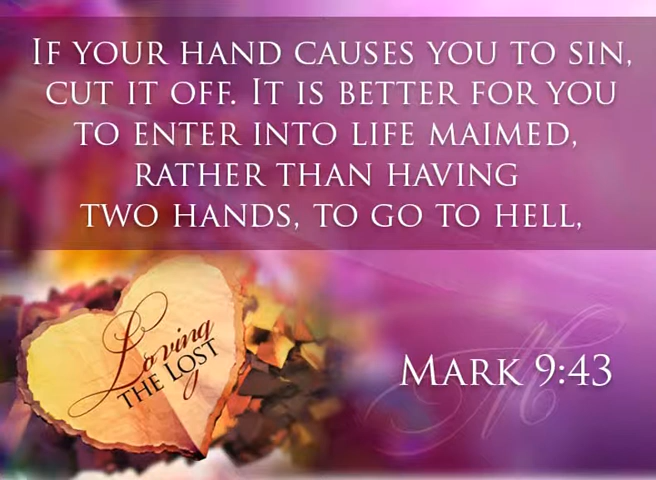 If your hand causes you to sin,
cut it off. It is better for you
to enter into life maimed,
rather than having
two hands, to go to hell,
Loving
the Lost
Mark 9:43
M